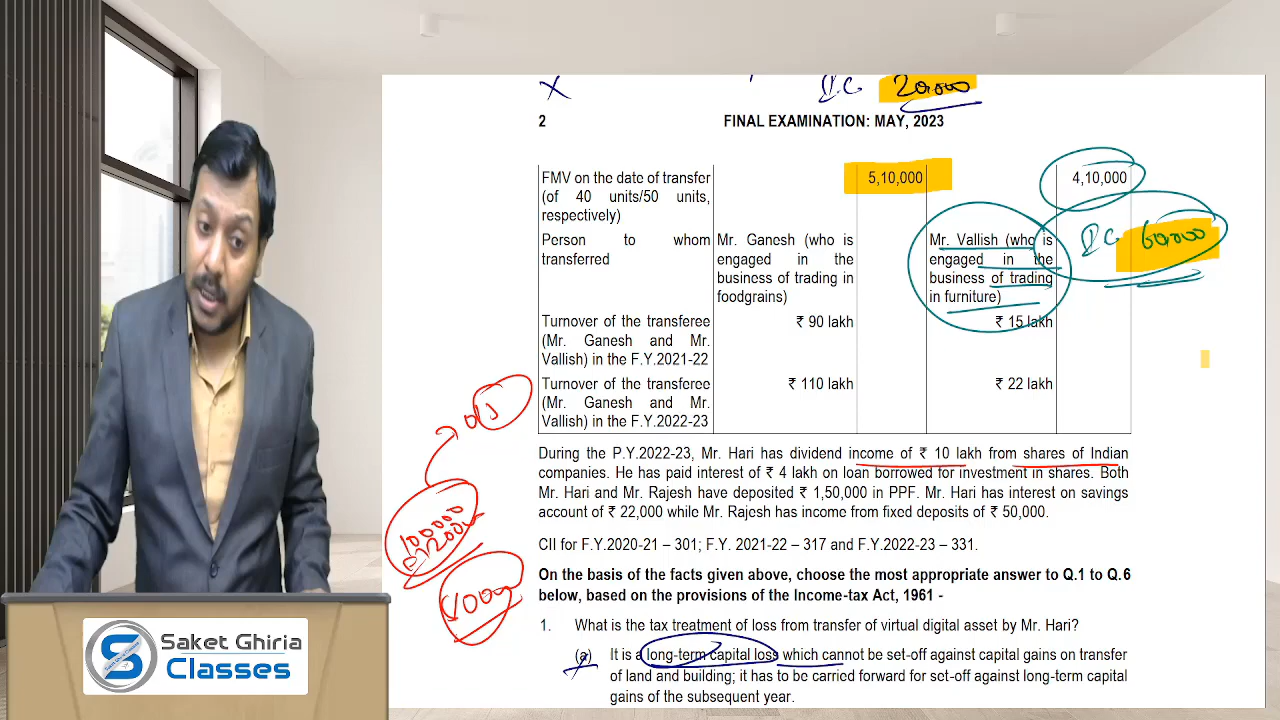 I.C 20,000
2 FINAL EXAMINATION: MAY, 2023
FMV on the date of transfer 5,10,000 4,10,000
(of 40 units/50 units,
respectively)
Person to whom Mr. Ganesh (who is Mr. Vallish (who is I.C 60,000
transferred engaged in the engaged in the
business of trading in business of trading
foodgrains) in furniture)
Turnover of the transferee ₹ 90 lakh ₹ 15 lakh
(Mr. Ganesh and Mr.
Vallish) in the F.Y.2021-22
Turnover of the transferee ₹ 110 lakh ₹ 22 lakh
(Mr. Ganesh and Mr.
Vallish) in the F.Y.2022-23
During the P.Y.2022-23, Mr. Hari has dividend income of ₹ 10 lakh from shares of Indian
companies. He has paid interest of ₹ 4 lakh on loan borrowed for investment in shares. Both
Mr. Hari and Mr. Rajesh have deposited ₹ 1,50,000 in PPF. Mr. Hari has interest on savings
account of ₹ 22,000 while Mr. Rajesh has income from fixed deposits of ₹ 50,000.
CII for F.Y.2020-21 – 301; F.Y. 2021-22 – 317 and F.Y.2022-23 – 331.
On the basis of the facts given above, choose the most appropriate answer to Q.1 to Q.6
below, based on the provisions of the Income-tax Act, 1961 -
1. What is the tax treatment of loss from transfer of virtual digital asset by Mr. Hari?
(a) It is a long-term capital loss which cannot be set-off against capital gains on transfer
of land and building; it has to be carried forward for set-off against long-term capital
gains of the subsequent year.
Saket Ghiria
Classes